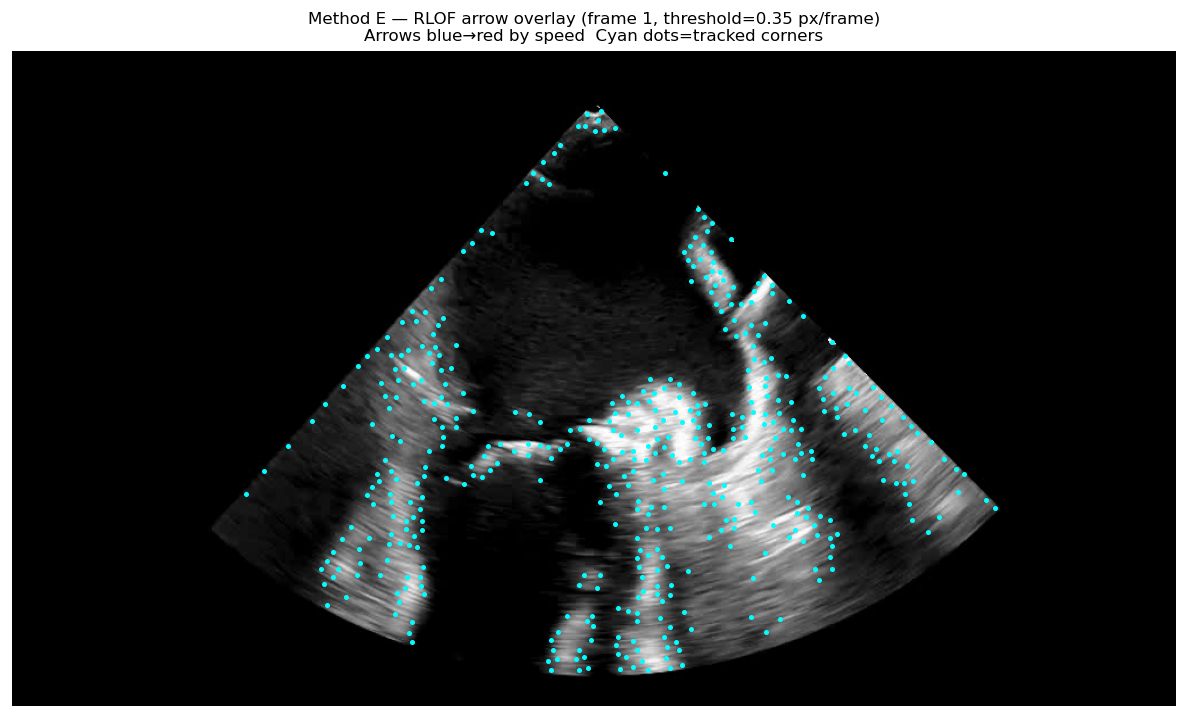 Method E — RLOF arrow overlay (frame 1, threshold=0.35 px/frame)
Arrows blue→red by speed  Cyan dots=tracked corners